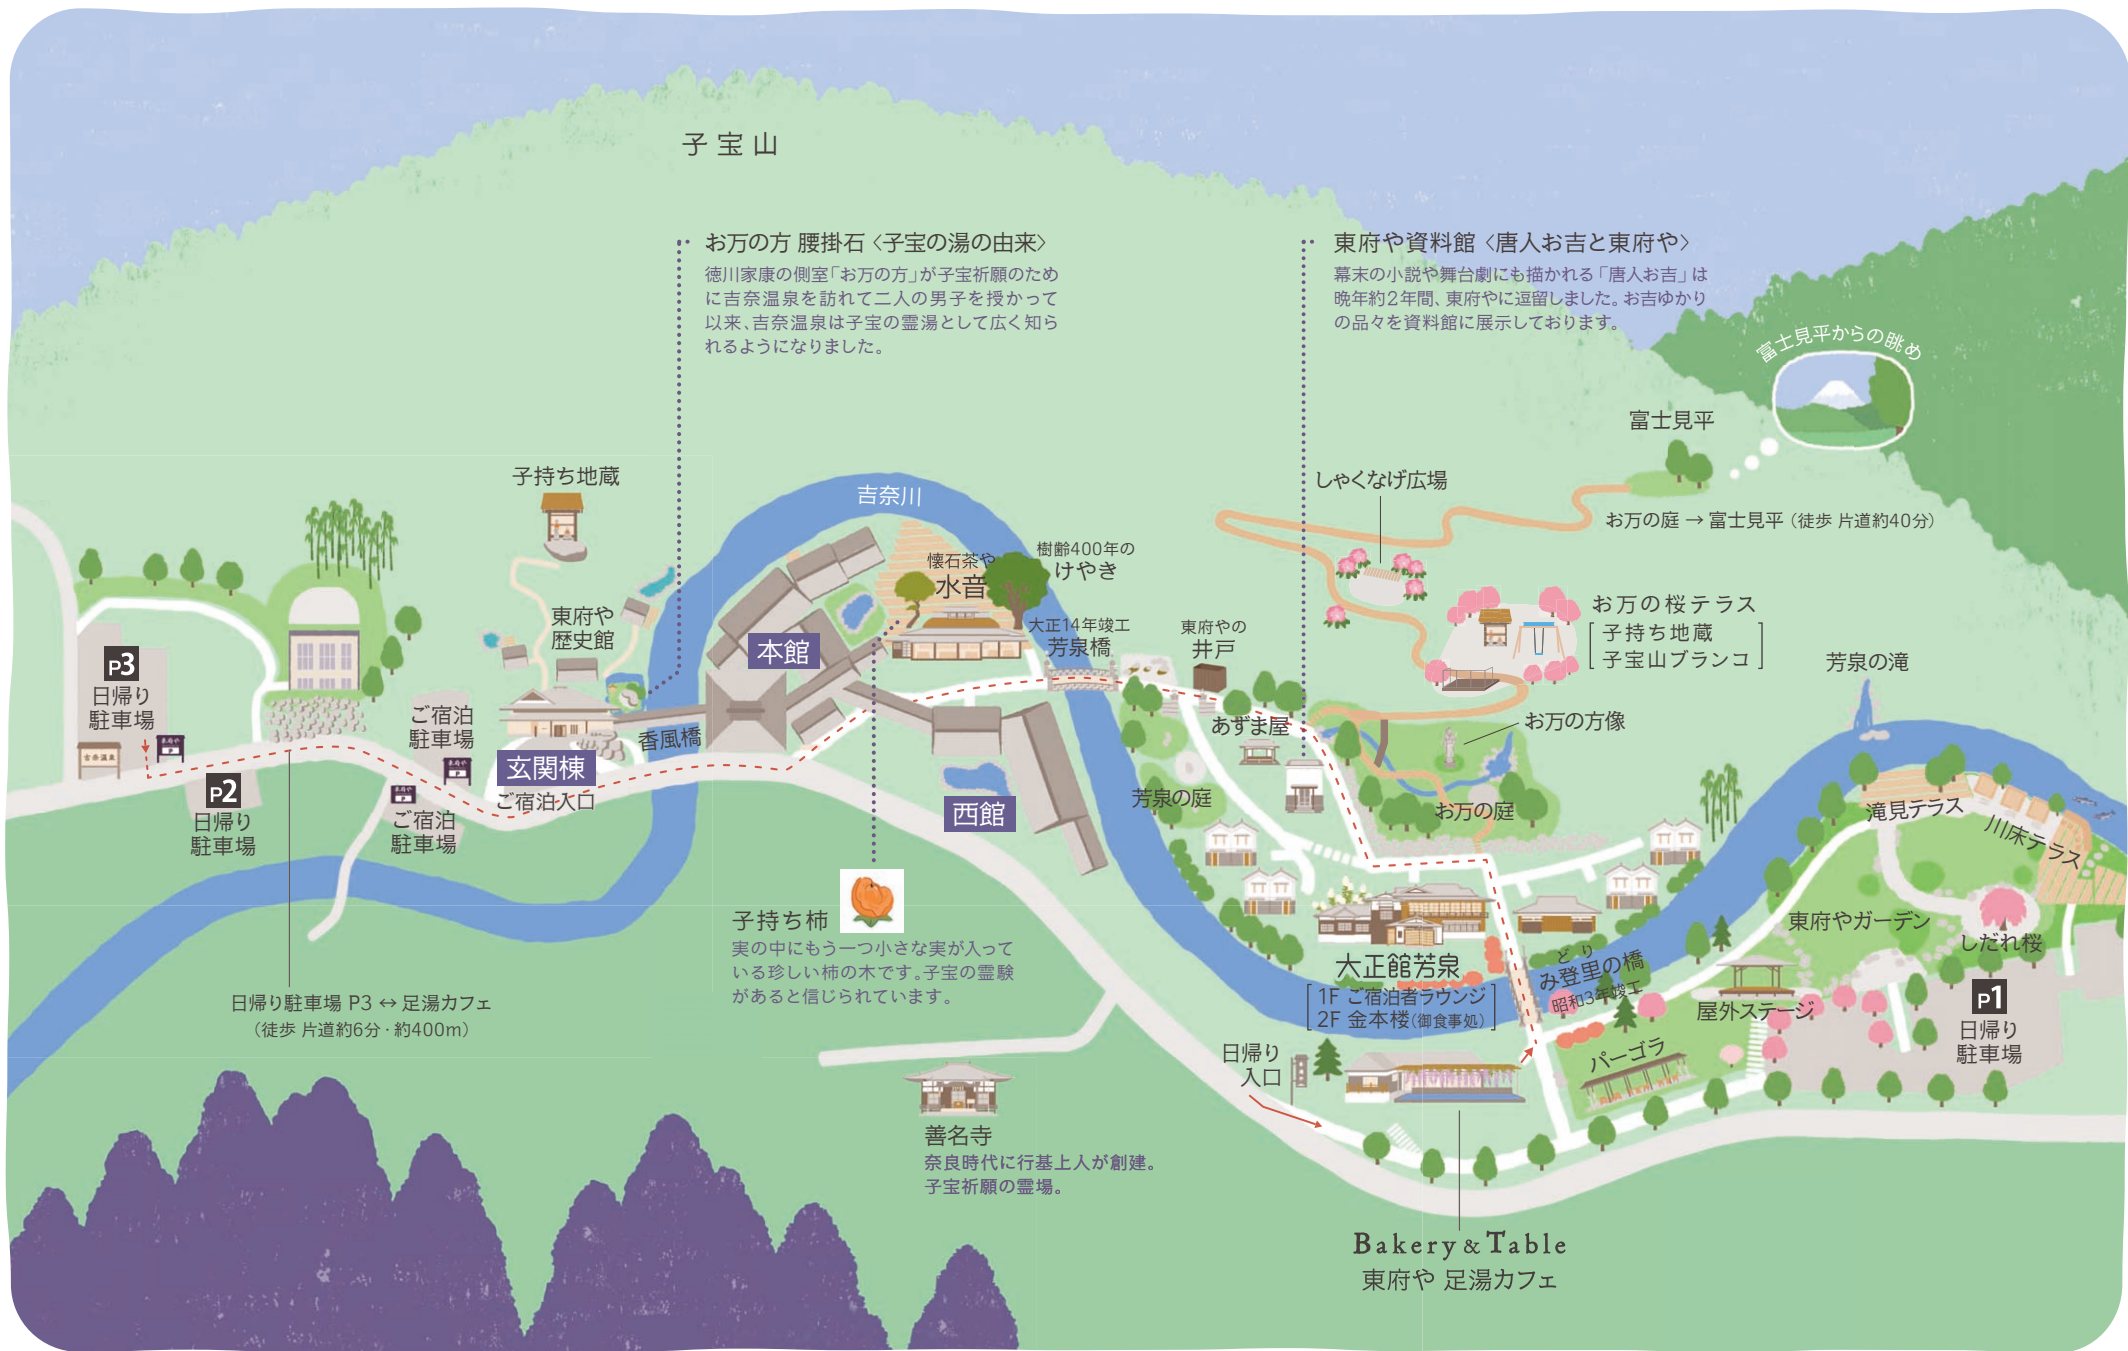 子宝山
お万の方 腰掛石〈子宝の湯の由来〉
徳川家康の側室「お万の方」が子宝祈願のため
に吉奈温泉を訪れて二人の男子を授かって
以来、吉奈温泉は子宝の霊湯として広く知ら
れるようになりました。
東府や資料館〈唐人お吉と東府や〉
幕末の小説や舞台劇にも描かれる「唐人お吉」は
晩年約2年間、東府やに逗留しました。お吉ゆかり
の品々を資料館に展示しております。
富士見平からの眺め
富士見平
お万の庭 → 富士見平（徒歩 片道約40分）
しゃくなげ広場
子持ち地蔵
吉奈川
懐石茶や
水音
樹齢400年の
けやき
東府や
歴史館
本館
大正14年竣工
芳泉橋
東府やの
井戸
お万の桜テラス
子持ち地蔵
子宝山ブランコ
芳泉の滝
P3
日帰り
駐車場
吉奈温泉
東府や
P
ご宿泊
駐車場
東府や
P
玄関棟
ご宿泊入口
香風橋
あずま屋
お万の方像
P2
日帰り
駐車場
東府や
P
ご宿泊
駐車場
西館
芳泉の庭
お万の庭
滝見テラス
川床テラス
子持ち柿
実の中にもう一つ小さな実が入って
いる珍しい柿の木です。子宝の霊験
があると信じられています。
東府やガーデン
しだれ桜
大正館芳泉
1F ご宿泊者ラウンジ
2F 金本楼(御食事処)
どり
み登里の橋
昭和3年竣工
屋外ステージ
P1
日帰り
駐車場
日帰り駐車場 P3 ↔ 足湯カフェ
（徒歩 片道約6分・約400m）
日帰り
入口
パーゴラ
善名寺
奈良時代に行基上人が創建。
子宝祈願の霊場。
Bakery & Table
東府や 足湯カフェ